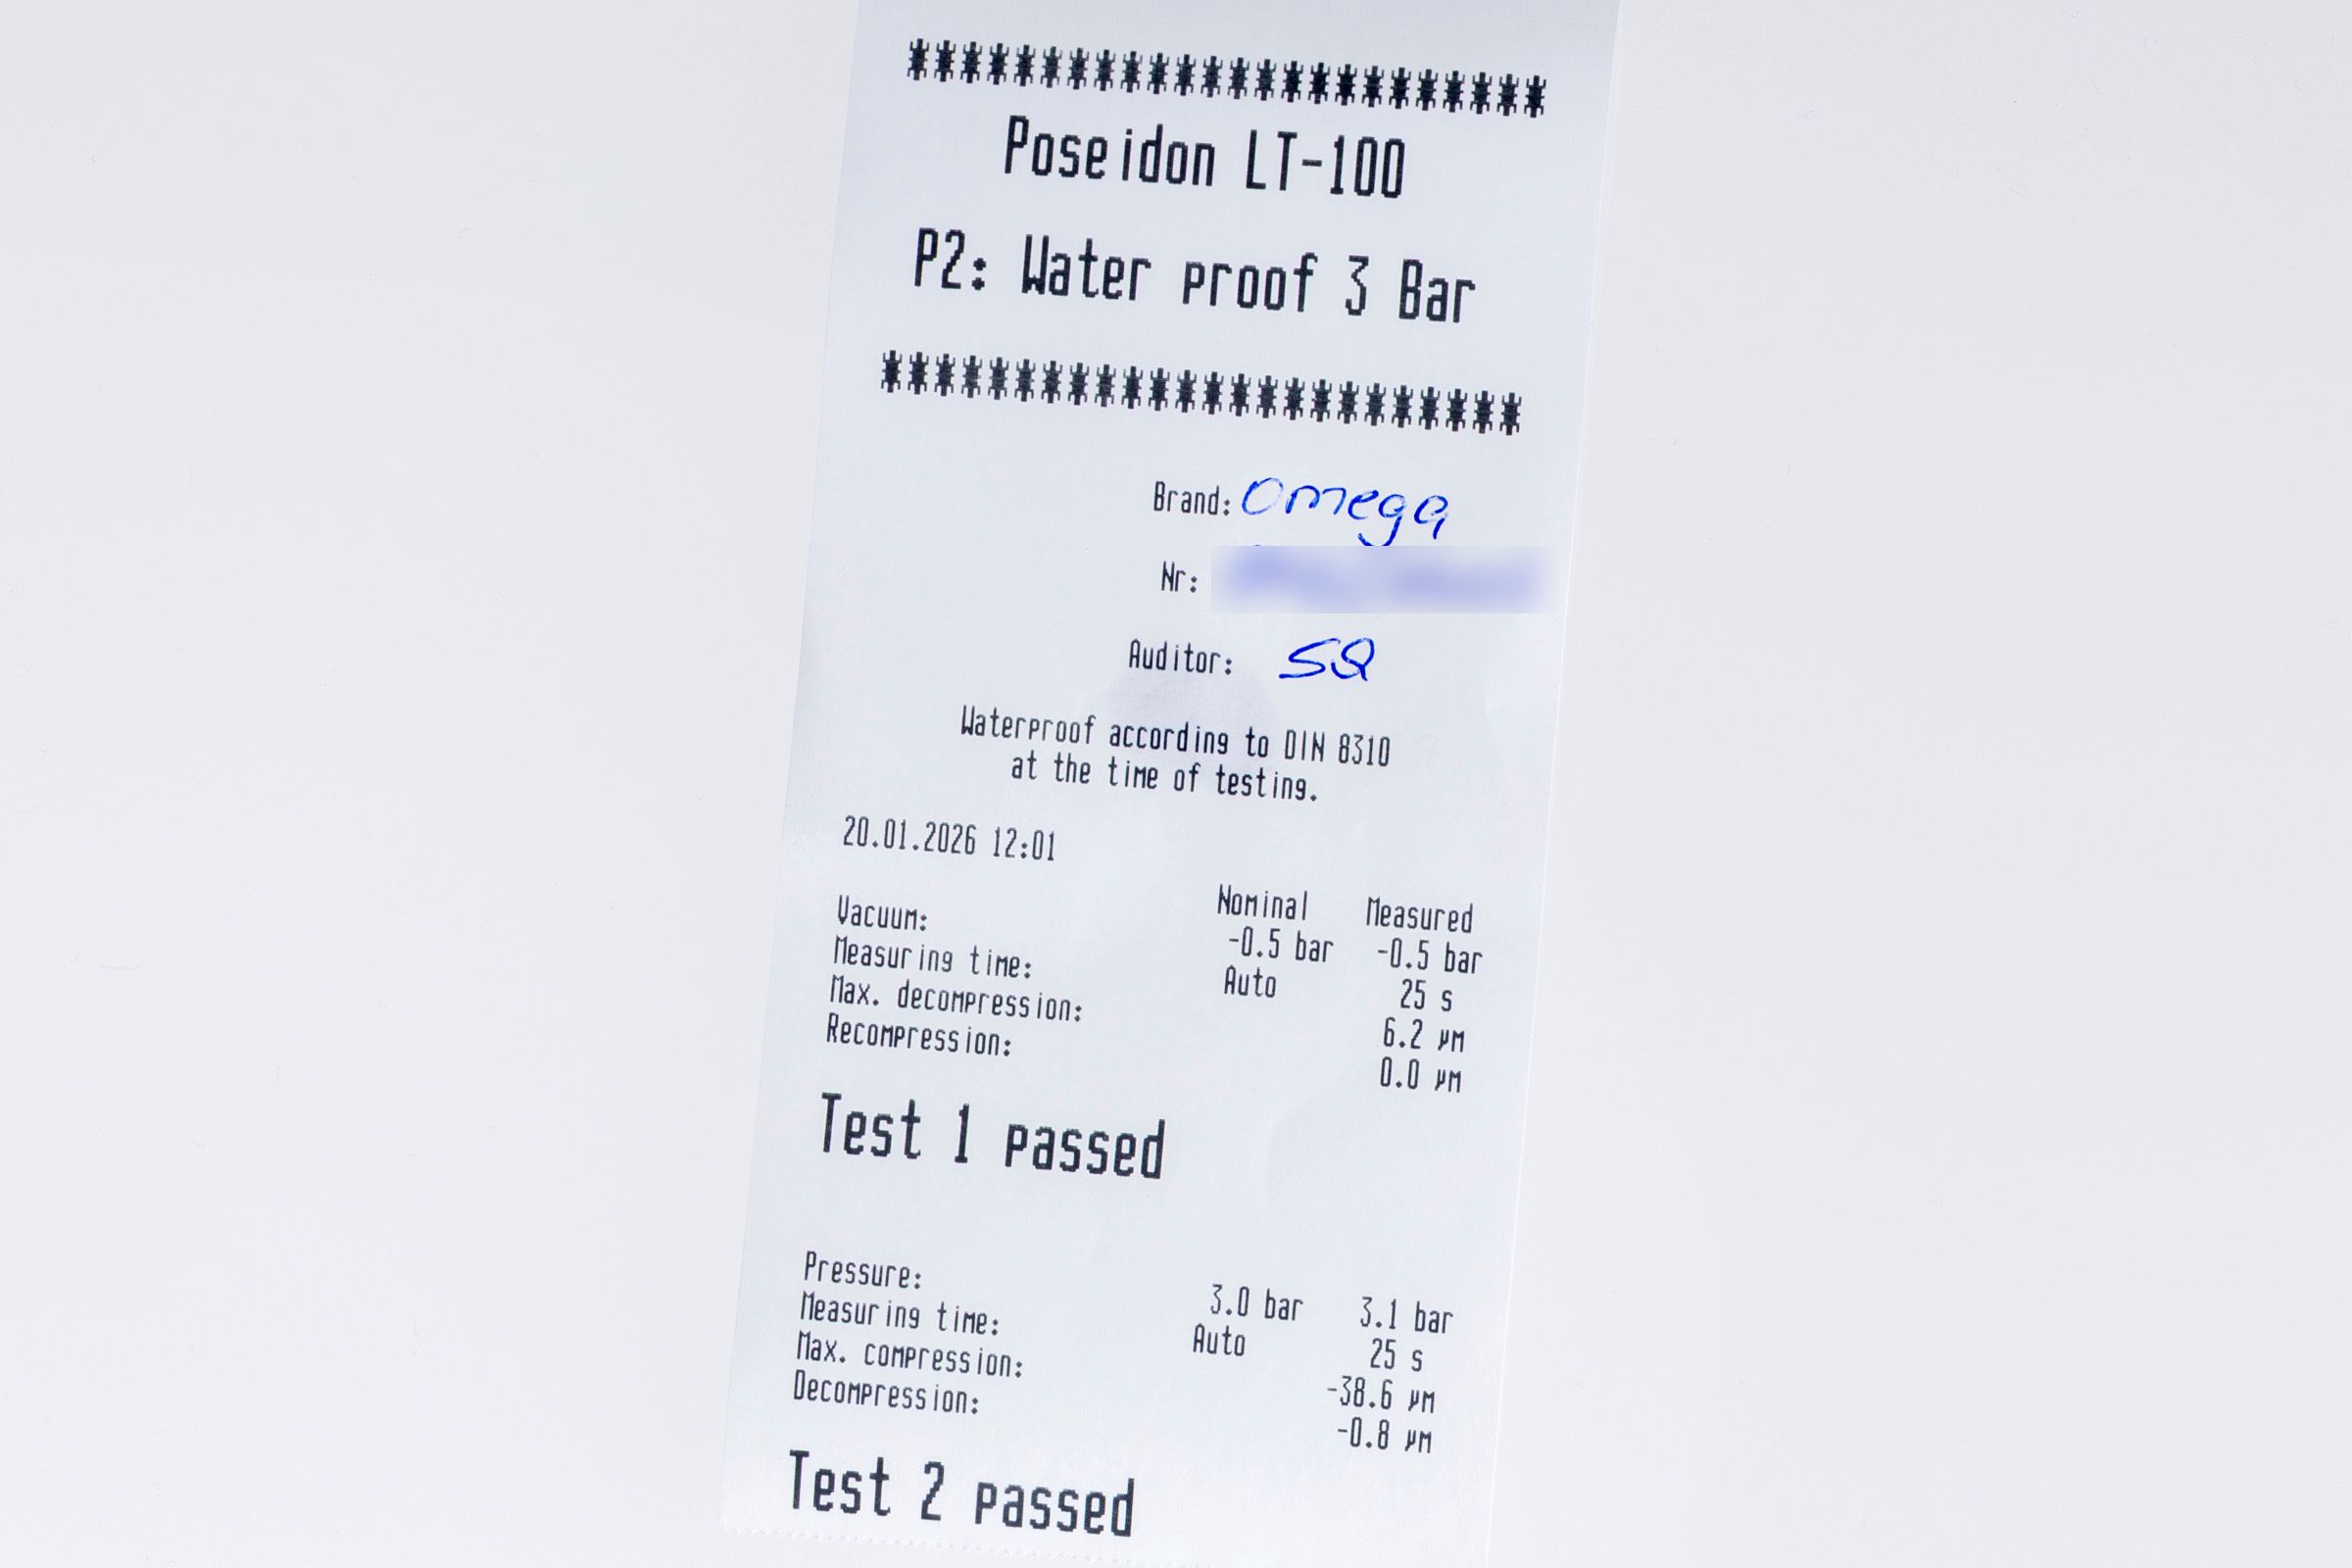 ************************
Poseidon LT-100
P2: Water proof 3 Bar
************************
Brand: Omega
Nr:
Auditor: SQ
Waterproof according to DIN 8310
at the time of testing.
20.01.2026 12:01
Nominal Measured
Vacuum: -0.5 bar -0.5 bar
Measuring time: Auto 25 s
Max. decompression: 6.2 µm
Recompression: 0.0 µm
Test 1 passed
Pressure: 3.0 bar 3.1 bar
Measuring time: Auto 25 s
Max. compression: -38.6 µm
Decompression: -0.8 µm
Test 2 passed